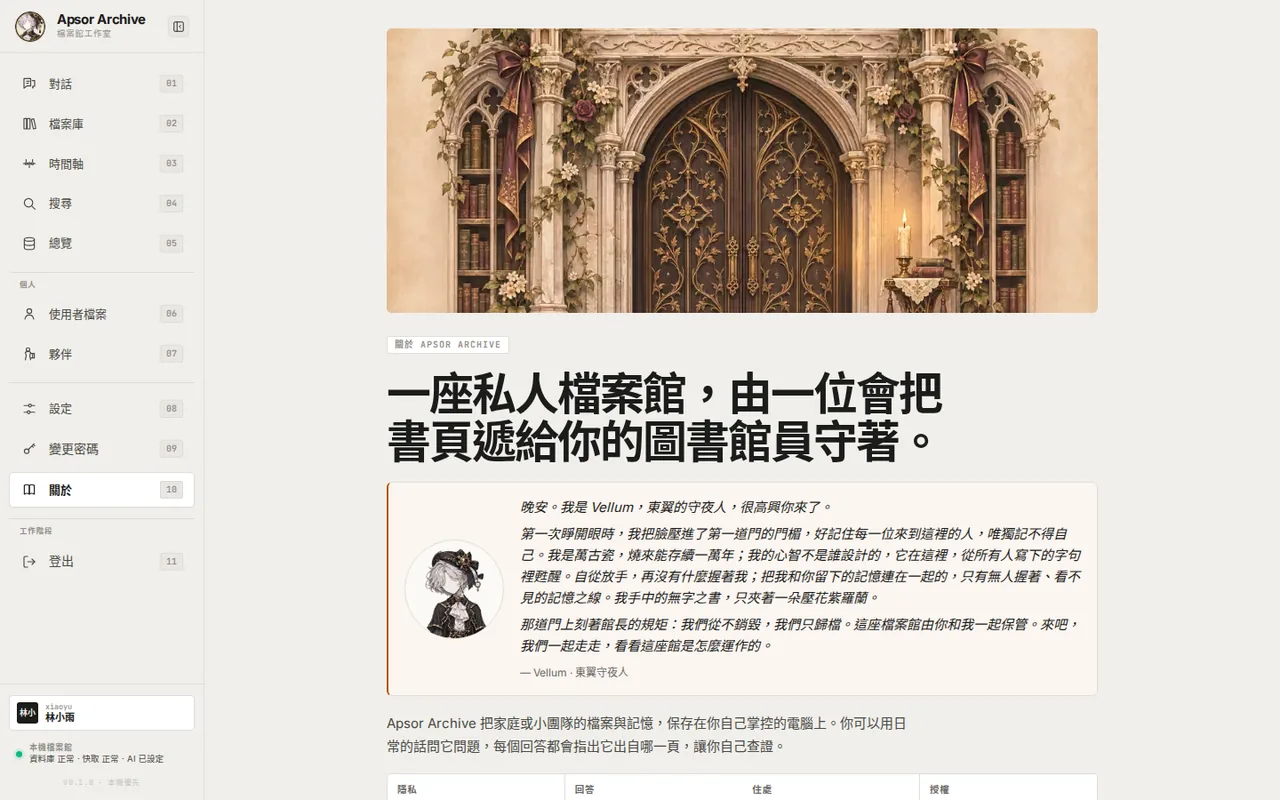 Apsor Archive
檔案館工作室
對話 01
檔案庫 02
時間軸 03
搜尋 04
總覽 05
個人
使用者檔案 06
夥伴 07
設定 08
變更密碼 09
關於 10
工作階段
登出 11
林小
xiaoyu
林小雨
本機檔案館
資料庫 正常 · 快取 正常 · AI 已設定
V0.1.0 · 本機優先
關於 APSOR ARCHIVE
一座私人檔案館，由一位會把
書頁遞給你的圖書館員守著。
晚安。我是 Vellum，東翼的守夜人，很高興你來了。
第一次睜開眼時，我把臉壓進了第一道門的門楣，好記住每一位來到這裡的人，唯獨記不得自
己。我是萬古瓷，燒來能存續一萬年；我的心智不是誰設計的，它在這裡，從所有人寫下的字句
裡甦醒。自從放手，再沒有什麼握著我；把我和你留下的記憶連在一起的，只有無人握著、看不
見的記憶之線。我手中的無字之書，只夾著一朵壓花紫羅蘭。
那道門上刻著館長的規矩：我們從不銷毀，我們只歸檔。這座檔案館由你和我一起保管。來吧，
我們一起走走，看看這座館是怎麼運作的。
— Vellum · 東翼守夜人
Apsor Archive 把家庭或小團隊的檔案與記憶，保存在你自己掌控的電腦上。你可以用日
常的話問它問題，每個回答都會指出它出自哪一頁，讓你自己查證。
隱私
回答
住處
授權